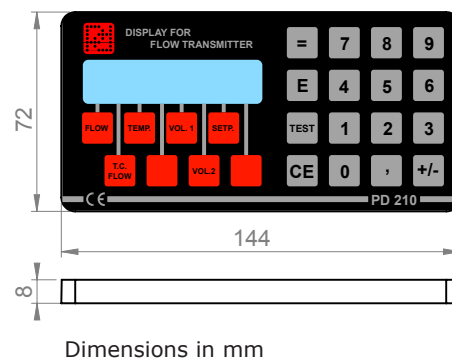 DISPLAY FOR
FLOW TRANSMITTER
= 7 8 9
E 4 5 6
FLOW TEMP. VOL. 1 SETP.
TEST 1 2 3
T.C.
FLOW VOL.2
CE 0 , +/-
CE PD 210
72
144
8
Dimensions in mm